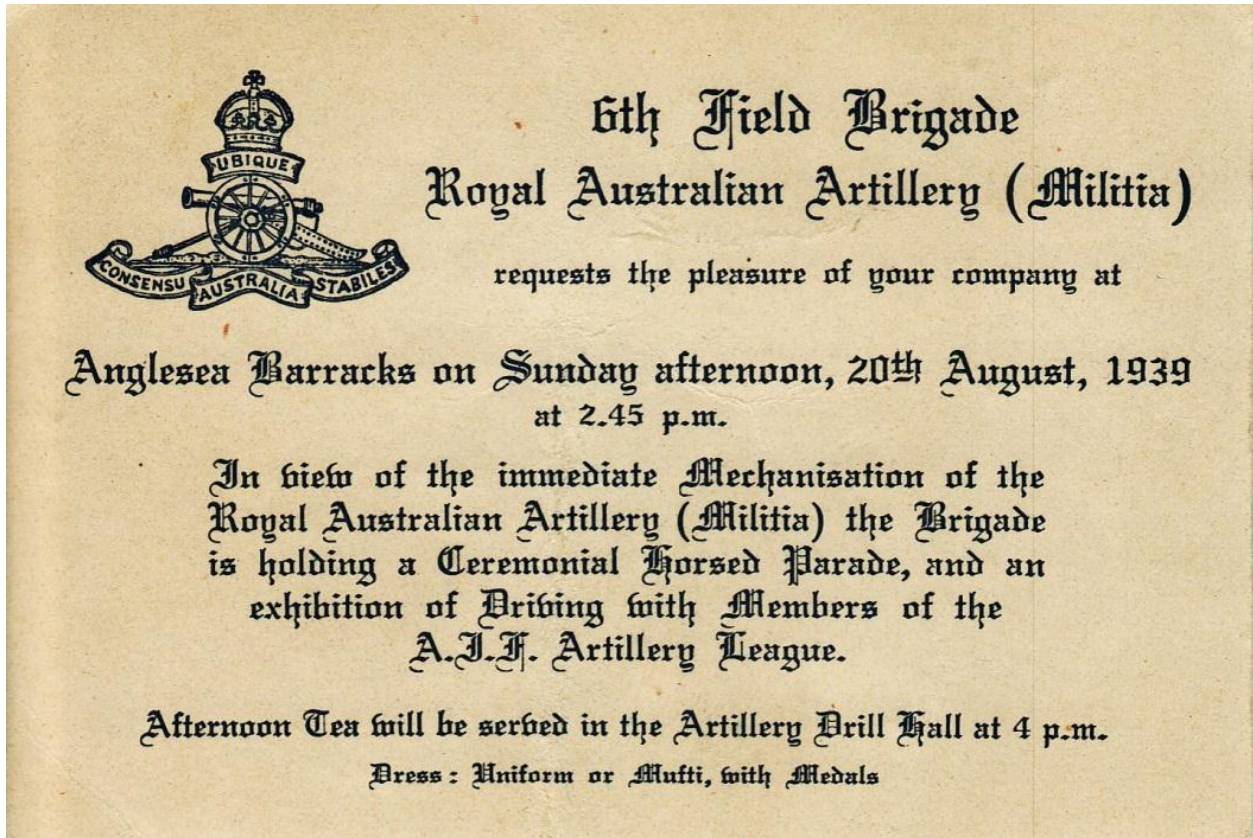 UBIQUE
CONSENSU AUSTRALIA STABILES
6th Field Brigade
Royal Australian Artillery (Militia)
requests the pleasure of your company at
Anglesea Barracks on Sunday afternoon, 20th August, 1939
at 2.45 p.m.
In view of the immediate Mechanisation of the
Royal Australian Artillery (Militia) the Brigade
is holding a Ceremonial Horsed Parade, and an
exhibition of Driving with Members of the
A.I.F. Artillery League.
Afternoon Tea will be served in the Artillery Drill Hall at 4 p.m.
Dress: Uniform or Mufti, with Medals